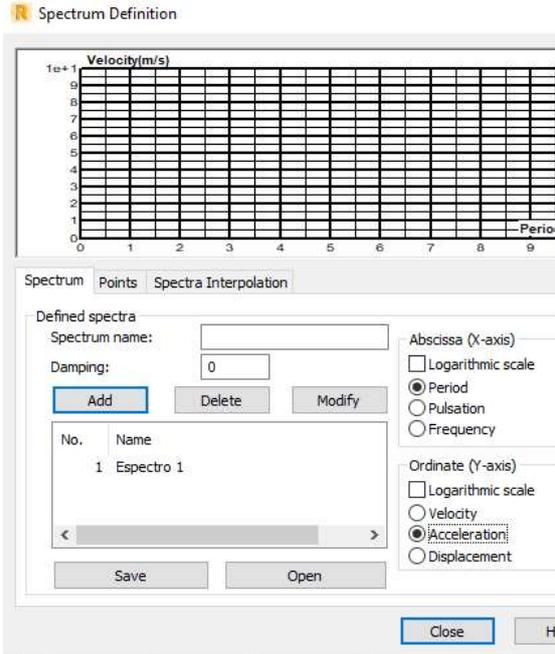 R Spectrum Definition
Velocity(m/s)
1e+1
9
8
7
6
5
4
3
2
1
0
Perio
0 1 2 3 4 5 6 7 8 9
Spectrum Points Spectra Interpolation
Defined spectra
Spectrum name:
Damping: 0
Add Delete Modify
No. Name
1 Espectro 1
Save Open
Abscissa (X-axis)
Logarithmic scale
Period
Pulsation
Frequency
Ordinate (Y-axis)
Logarithmic scale
Velocity
Acceleration
Displacement
Close H